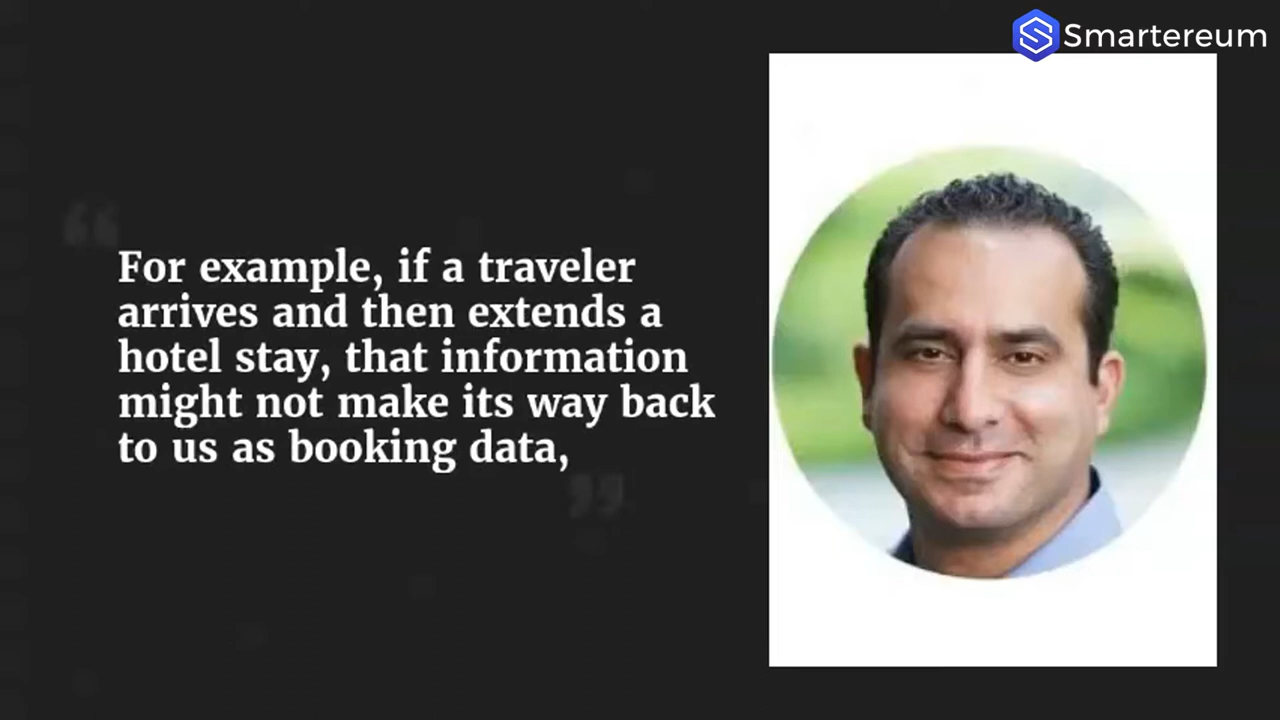 Smartereum
For example, if a traveler
arrives and then extends a
hotel stay, that information
might not make its way back
to us as booking data,